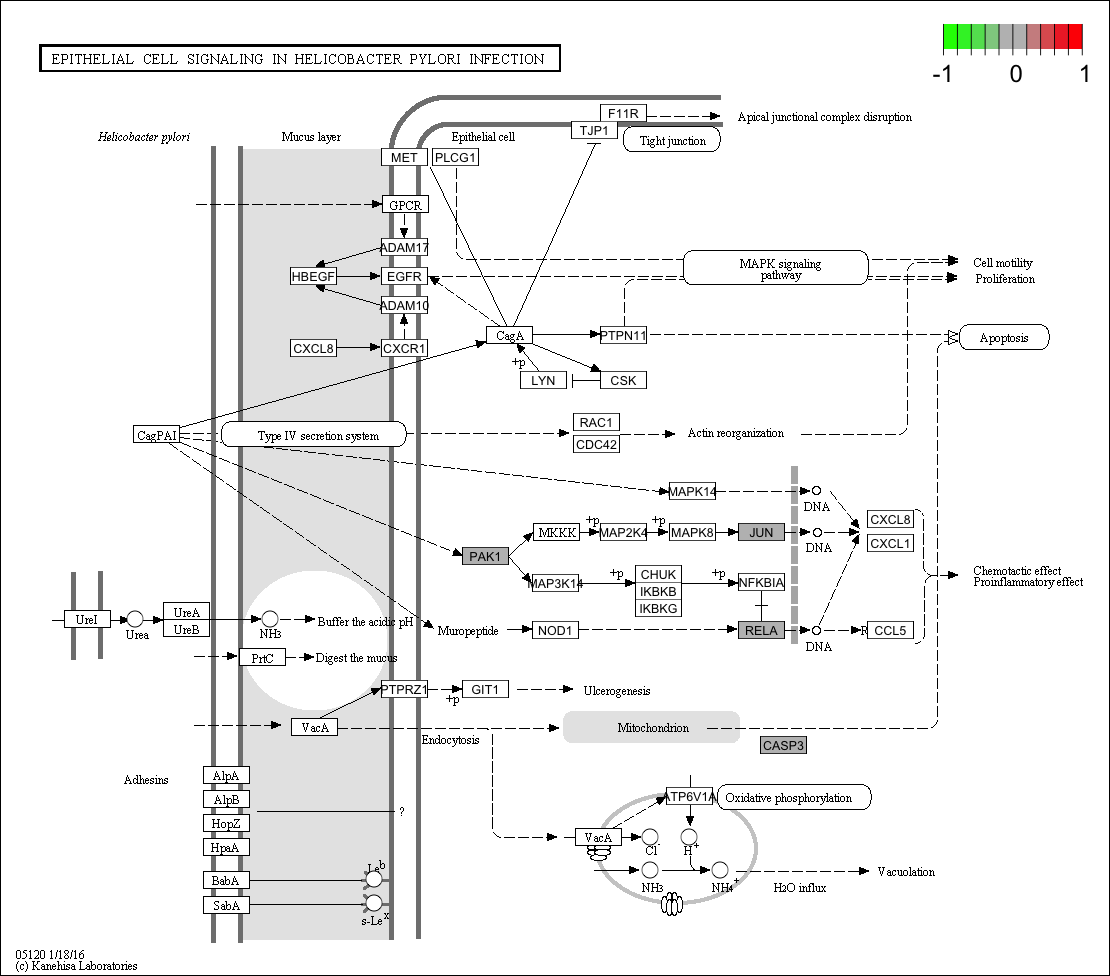 EPITHELIAL CELL SIGNALING IN HELICOBACTER PYLORI INFECTION
-1 0 1
Helicobacter pylori
Mucus layer
Epithelial cell
F11R
TJP1
Tight junction
Apical junctional complex disruption
MET
PLCG1
GPCR
ADAM17
HBEGF
EGFR
ADAM10
CXCL8
CXCR1
MAPK signaling
pathway
Cell motility
Proliferation
CagA
PTPN11
Apoptosis
+p
LYN
CSK
CagPAI
Type IV secretion system
RAC1
CDC42
Actin reorganization
MAPK14
DNA
CXCL8
CXCL1
PAK1
MKKK
+p
MAP2K4
+p
MAPK8
JUN
DNA
MAP3K14
+p
CHUK
IKBKB
IKBKG
+p
NFKBIA
Chemotactic effect
Proinflammatory effect
Muropeptide
NOD1
RELA
DNA
R
CCL5
UreI
Urea
UreA
UreB
NH3
Buffer the acidic pH
PrtC
Digest the mucus
PTPRZ1
+p
GIT1
Ulcerogenesis
VacA
Endocytosis
Mitochondrion
CASP3
Adhesins
AlpA
AlpB
HopZ
HpaA
BabA
SabA
?
Le b
s-Le x
ATP6V1A
Oxidative phosphorylation
VacA
Cl-
H+
NH3
NH4+
H2O influx
Vacuolation
05120 1/18/16
(c) Kanehisa Laboratories